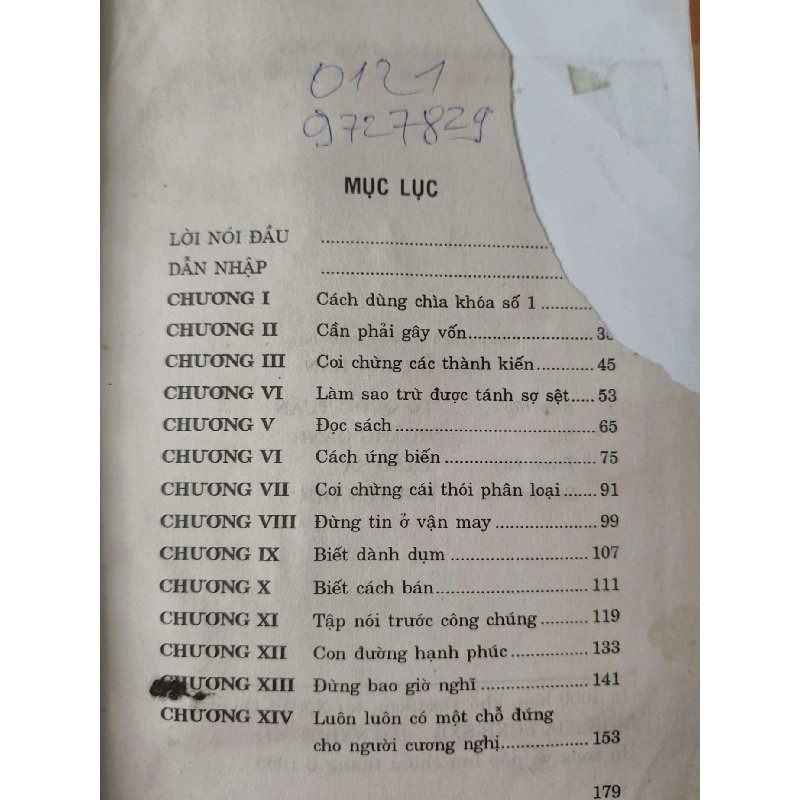 0121
9727829
MỤC LỤC
LỜI NÓI ĐẦU ........................................
DẪN NHẬP ........................................
CHƯƠNG I Cách dùng chìa khóa số 1 ..........
CHƯƠNG II Cần phải gây vốn ......................
CHƯƠNG III Coi chừng các thành kiến ............ 45
CHƯƠNG VI Làm sao trừ được tánh sợ sệt ..... 53
CHƯƠNG V Đọc sách ........................................ 65
CHƯƠNG VI Cách ứng biến .............................. 75
CHƯƠNG VII Coi chừng cái thói phân loại ....... 91
CHƯƠNG VIII Đừng tin ở vận may .................... 99
CHƯƠNG IX Biết dành dụm ............................ 107
CHƯƠNG X Biết cách bán ............................... 111
CHƯƠNG XI Tập nói trước công chúng .......... 119
CHƯƠNG XII Con đường hạnh phúc ................ 133
CHƯƠNG XIII Đừng bao giờ nghĩ ...................... 141
CHƯƠNG XIV Luôn luôn có một chỗ đứng
cho người cương nghị .................. 153
179